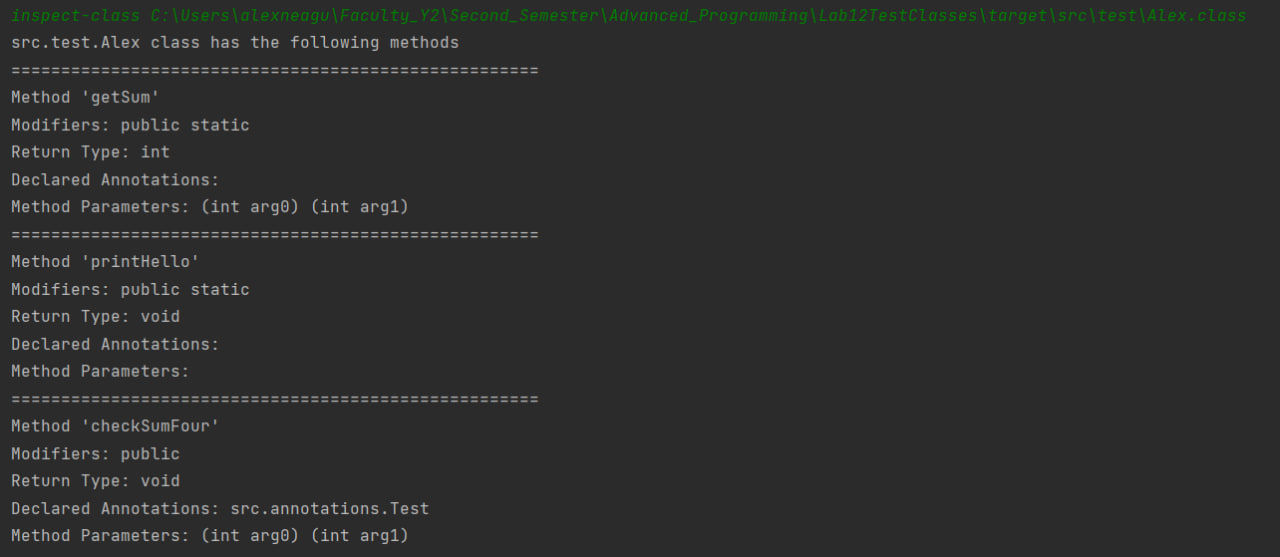 inspect-class C:\Users\alexneagu\Faculty_Y2\Second_Semester\Advanced_Programming\Lab12TestClasses\target\src\test\Alex.class
src.test.Alex class has the following methods
=====================================================
Method 'getSum'
Modifiers: public static
Return Type: int
Declared Annotations:
Method Parameters: (int arg0) (int arg1)
=====================================================
Method 'printHello'
Modifiers: public static
Return Type: void
Declared Annotations:
Method Parameters:
=====================================================
Method 'checkSumFour'
Modifiers: public
Return Type: void
Declared Annotations: src.annotations.Test
Method Parameters: (int arg0) (int arg1)